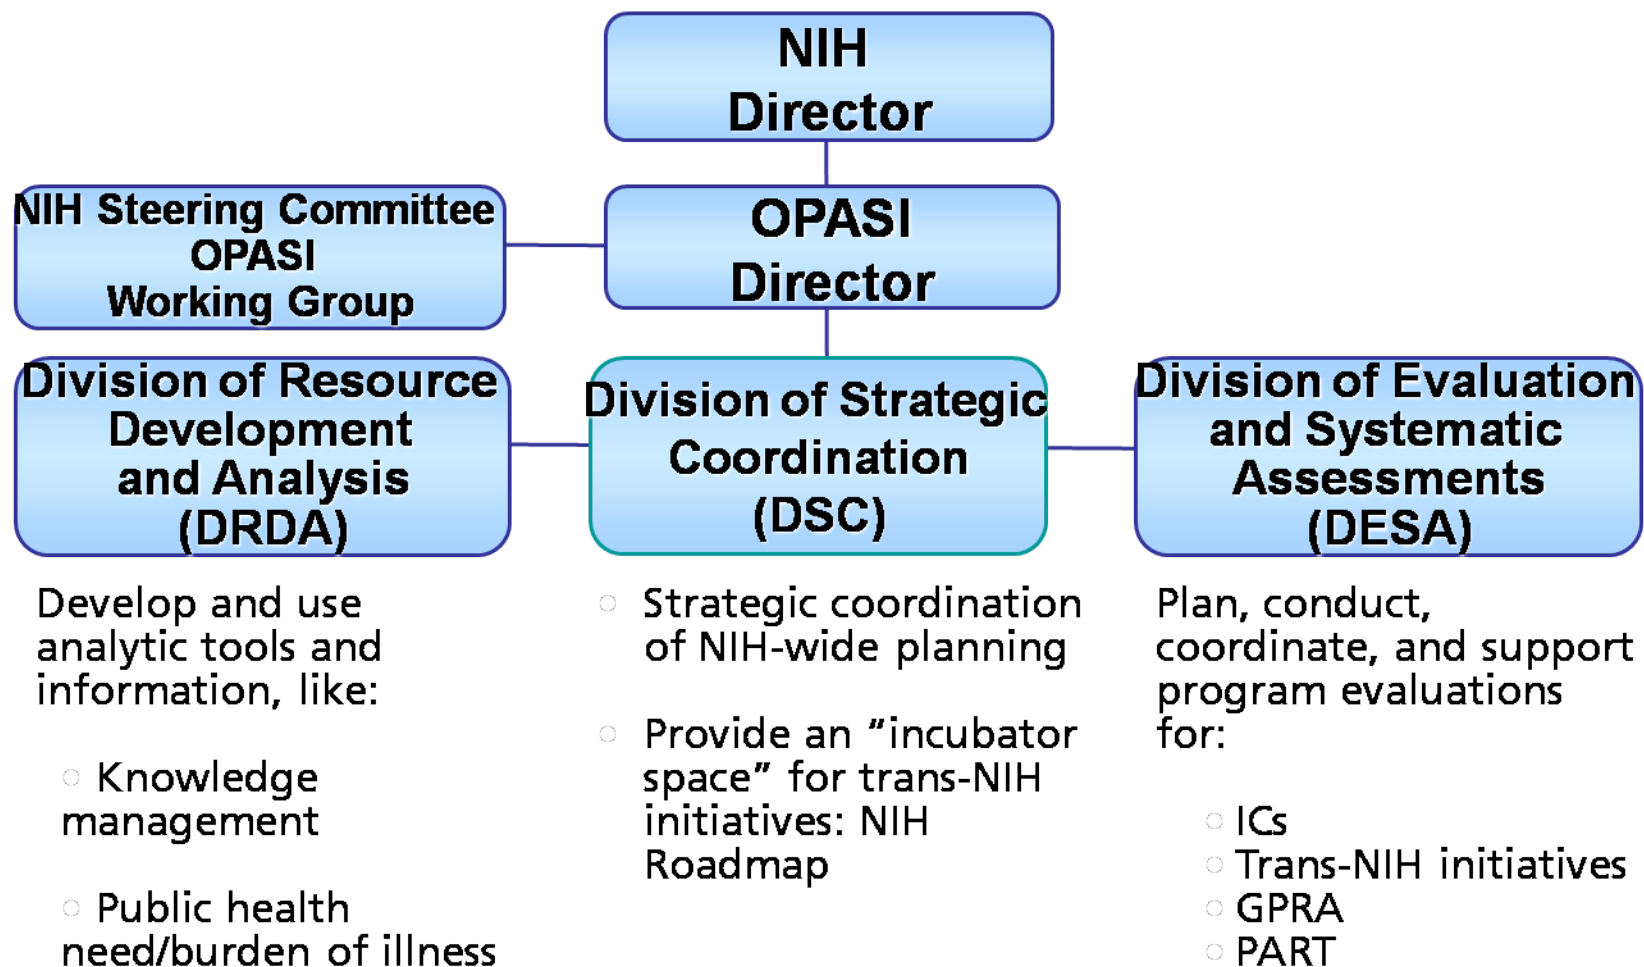 NIH
Director
NIH Steering Committee
OPASI
Working Group
OPASI
Director
Division of Resource
Development
and Analysis
(DRDA)
Division of Strategic
Coordination
(DSC)
Division of Evaluation
and Systematic
Assessments
(DESA)
Develop and use
analytic tools and
information, like:
Knowledge
management
Public health
need/burden of illness
Strategic coordination
of NIH-wide planning
Provide an “incubator
space” for trans-NIH
initiatives: NIH
Roadmap
Plan, conduct,
coordinate, and support
program evaluations
for:
ICs
Trans-NIH initiatives
GPRA
PART